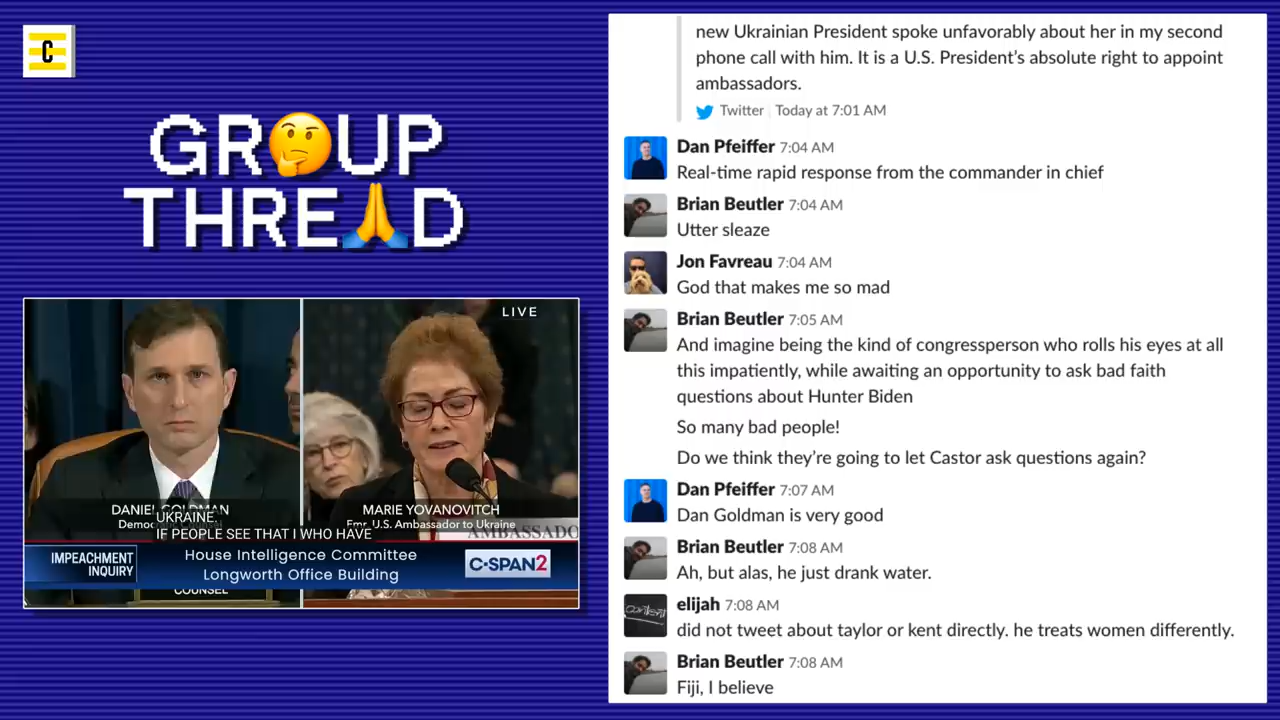 C
GR🤔UP
THRE🙏D
LIVE
DANIEL GOLDMAN
MARIE YOVANOVITCH
Fmr. U.S. Ambassador to Ukraine
AMBASSADO
UKRAINE.
IF PEOPLE SEE THAT I WHO HAVE
IMPEACHMENT
INQUIRY
House Intelligence Committee
Longworth Office Building
C-SPAN2
COUNSEL
new Ukrainian President spoke unfavorably about her in my second
phone call with him. It is a U.S. President’s absolute right to appoint
ambassadors.
Twitter | Today at 7:01 AM
Dan Pfeiffer 7:04 AM
Real-time rapid response from the commander in chief
Brian Beutler 7:04 AM
Utter sleaze
Jon Favreau 7:04 AM
God that makes me so mad
Brian Beutler 7:05 AM
And imagine being the kind of congressperson who rolls his eyes at all
this impatiently, while awaiting an opportunity to ask bad faith
questions about Hunter Biden
So many bad people!
Do we think they’re going to let Castor ask questions again?
Dan Pfeiffer 7:07 AM
Dan Goldman is very good
Brian Beutler 7:08 AM
Ah, but alas, he just drank water.
elijah 7:08 AM
did not tweet about taylor or kent directly. he treats women differently.
Brian Beutler 7:08 AM
Fiji, I believe